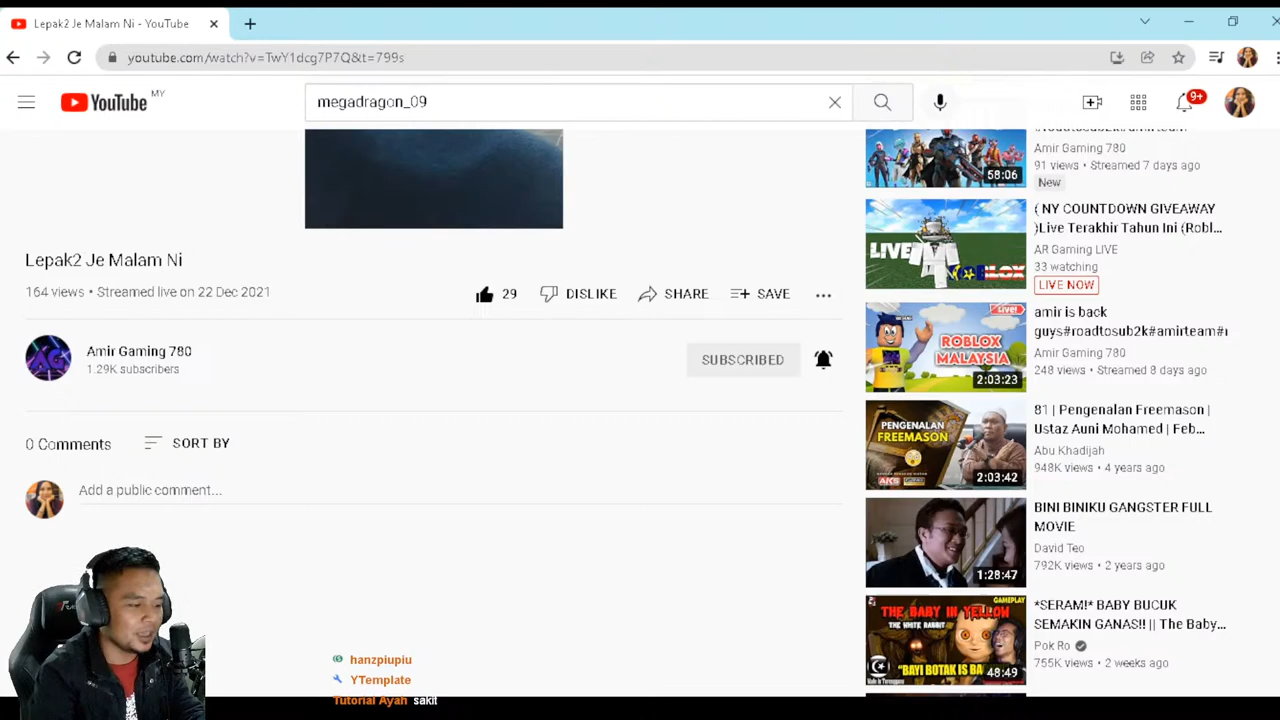 Lepak2 Je Malam Ni - YouTube
youtube.com/watch?v=TwY1dcg7P7Q&t=799s
YouTube MY
megadragon_09
9+
Lepak2 Je Malam Ni
164 views • Streamed live on 22 Dec 2021
29 DISLIKE SHARE SAVE
Amir Gaming 780
1.29K subscribers
SUBSCRIBED
0 Comments SORT BY
Add a public comment...
hanzpiupiu
YTemplate
Tutorial Ayah sakit
58:06
Amir Gaming 780
91 views • Streamed 7 days ago
New
LIVE
( NY COUNTDOWN GIVEAWAY
)Live Terakhir Tahun Ini (Robl...
AR Gaming LIVE
33 watching
LIVE NOW
Live!
ROBLOX
MALAYSIA
2:03:23
amir is back
guys#roadtosub2k#amirteam#r
Amir Gaming 780
248 views • Streamed 8 days ago
PENGENALAN
FREEMASON
2:03:42
81 | Pengenalan Freemason |
Ustaz Auni Mohamed | Feb...
Abu Khadijah
948K views • 4 years ago
1:28:47
BINI BINIKU GANGSTER FULL
MOVIE
David Teo
792K views • 2 years ago
GAMEPLAY
THE BABY IN YELLOW
THE WHITE RABBIT
48:49
*SERAM!* BABY BUCUK
SEMAKIN GANAS!! || The Baby...
Pok Ro
755K views • 2 weeks ago